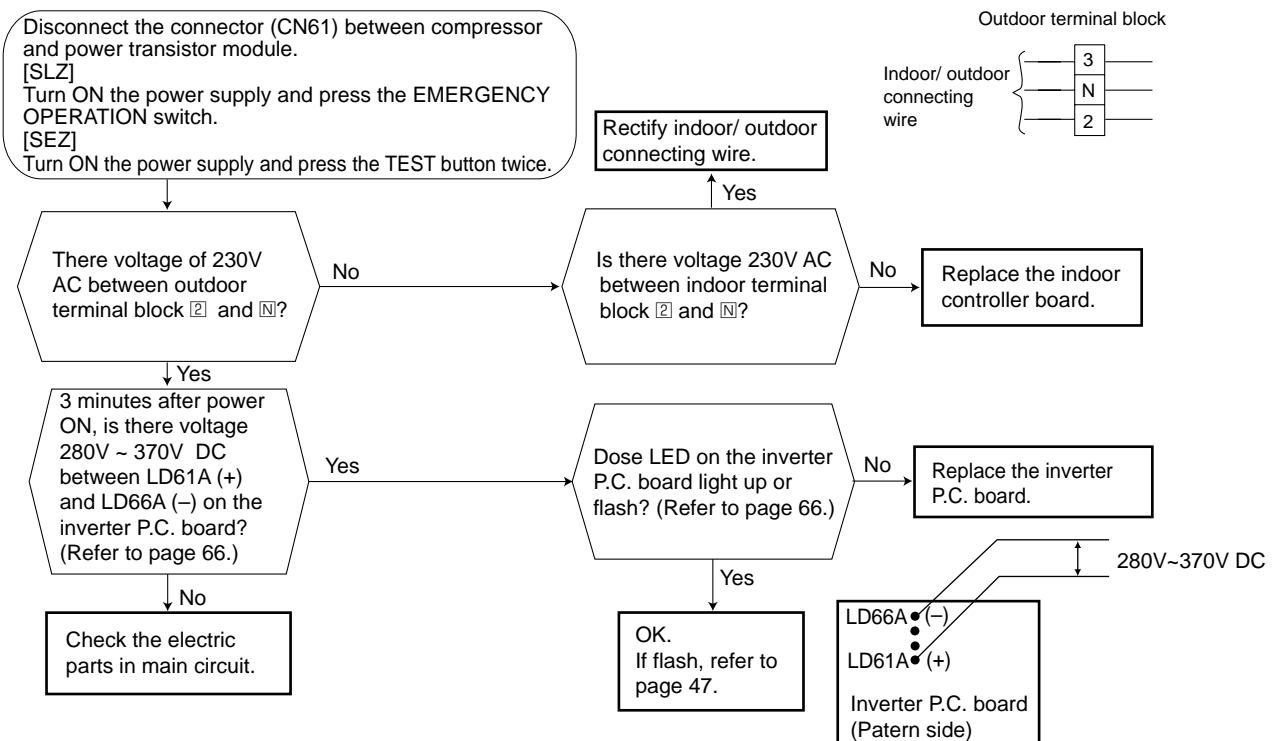 Disconnect the connector (CN61) between compressor
and power transistor module.
[SLZ]
Turn ON the power supply and press the EMERGENCY
OPERATION switch.
[SEZ]
Turn ON the power supply and press the TEST button twice.
Outdoor terminal block
Indoor/ outdoor
connecting
wire
3
N
2
Rectify indoor/ outdoor
connecting wire.
Yes
There voltage of 230V
AC between outdoor
terminal block 2 and N?
No
Is there voltage 230V AC
between indoor terminal
block 2 and N?
No
Replace the indoor
controller board.
Yes
3 minutes after power
ON, is there voltage
280V ~ 370V DC
between LD61A (+)
and LD66A (–) on the
inverter P.C. board?
(Refer to page 66.)
Yes
Dose LED on the inverter
P.C. board light up or
flash? (Refer to page 66.)
No
Replace the inverter
P.C. board.
No
Check the electric
parts in main circuit.
Yes
OK.
If flash, refer to
page 47.
280V~370V DC
LD66A (–)
LD61A (+)
Inverter P.C. board
(Patern side)